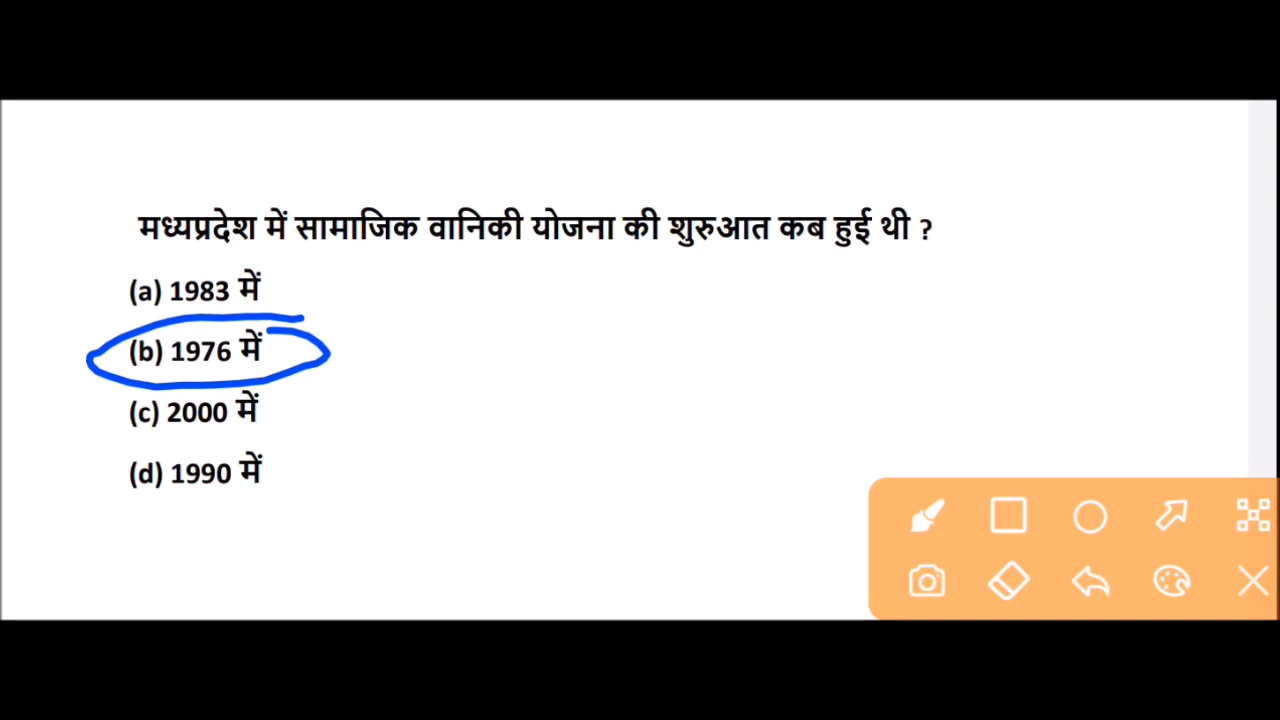 मध्यप्रदेश में सामाजिक वानिकी योजना की शुरुआत कब हुई थी ?
(a) 1983 में
(b) 1976 में
(c) 2000 में
(d) 1990 में